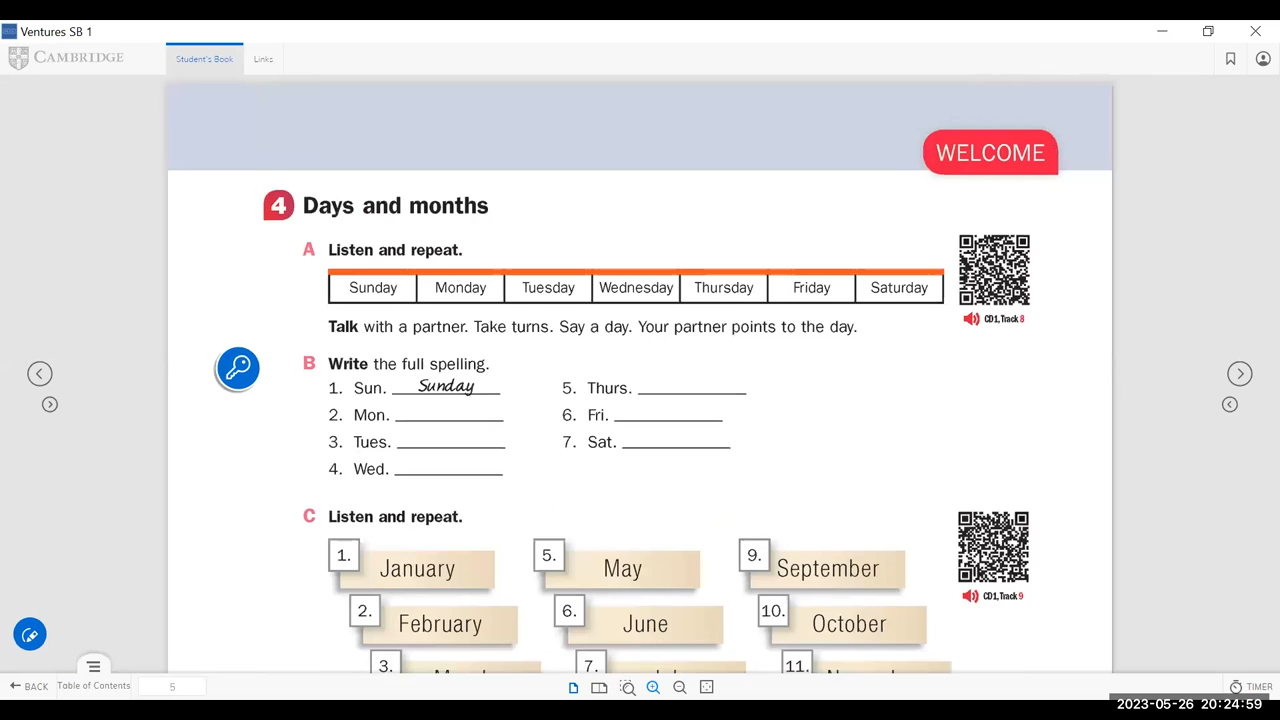 Ventures SB 1
CAMBRIDGE
Student's Book
Links
WELCOME
4 Days and months
A Listen and repeat.
Sunday Monday Tuesday Wednesday Thursday Friday Saturday
CD1, Track 8
Talk with a partner. Take turns. Say a day. Your partner points to the day.
B Write the full spelling.
1. Sun. Sunday
2. Mon.
3. Tues.
4. Wed.
5. Thurs.
6. Fri.
7. Sat.
C Listen and repeat.
1. January
2. February
3.
5. May
6. June
7.
9. September
10. October
11.
CD1, Track 9
BACK
Table of Contents
5
TIMER
2023-05-26 20:24:59